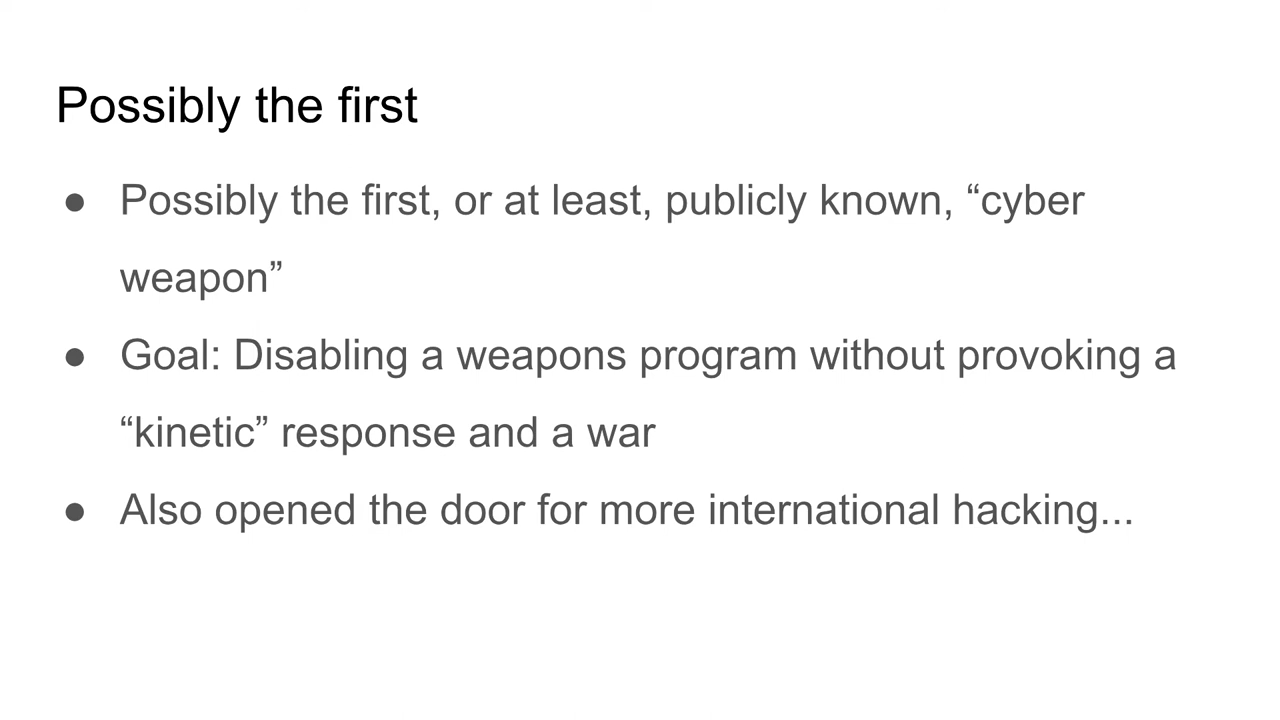 Possibly the first
● Possibly the first, or at least, publicly known, “cyber
weapon”
● Goal: Disabling a weapons program without provoking a
“kinetic” response and a war
● Also opened the door for more international hacking...